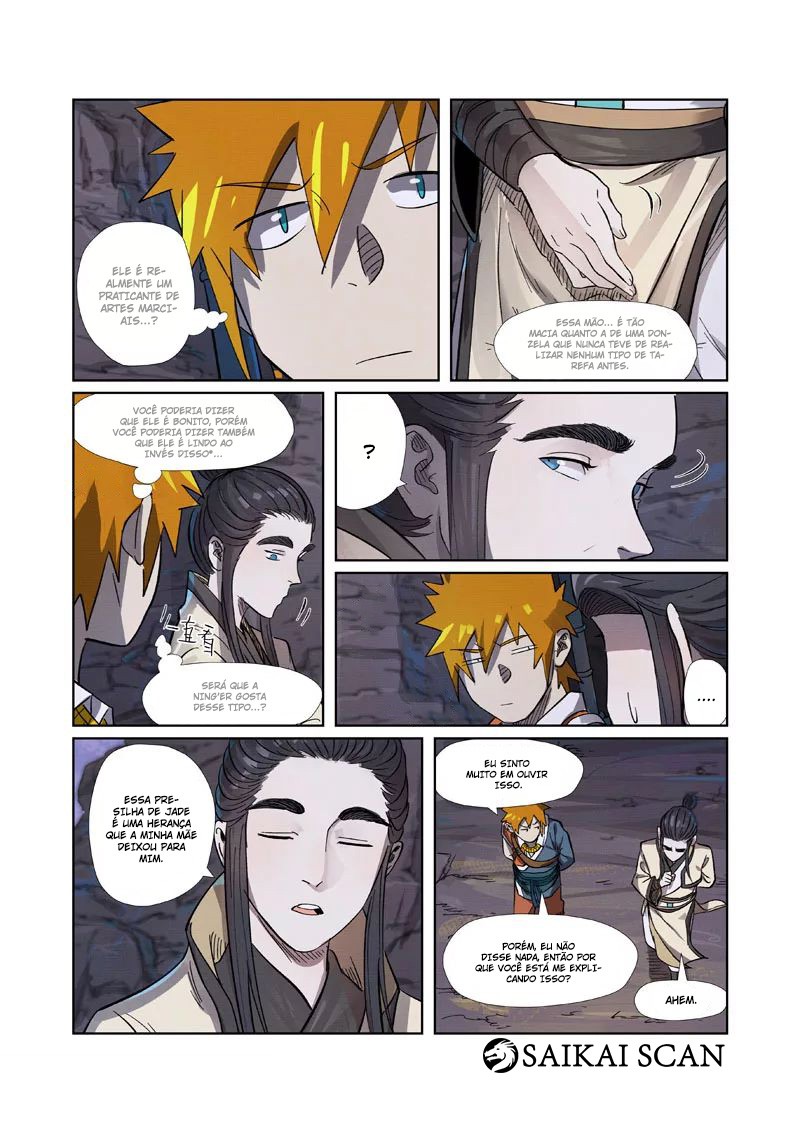 ELE É RE-
ALMENTE UM
PRATICANTE DE
ARTES MARCI-
AIS...?
ESSA MÃO... É TÃO
MACIA QUANTO A DE UMA DON-
ZELA QUE NUNCA TEVE DE REA-
LIZAR NENHUM TIPO DE TA-
REFA ANTES.
VOCÊ PODERIA DIZER
QUE ELE É BONITO, PORÉM
VOCÊ PODERIA DIZER TAMBÉM
QUE ELE É LINDO AO
INVÉS DISSO*...
一直看
SERÁ QUE A
NING'ER GOSTA
DESSE TIPO...?
?
....
ESSA PRE-
SILHA DE JADE
É UMA HERANÇA
QUE A MINHA MÃE
DEIXOU PARA
MIM.
EU SINTO
MUITO EM OUVIR
ISSO.
PORÉM, EU NÃO
DISSE NADA, ENTÃO POR
QUE VOCÊ ESTÁ ME EXPLI-
CANDO ISSO?
AHEM.
SAIKAI SCAN